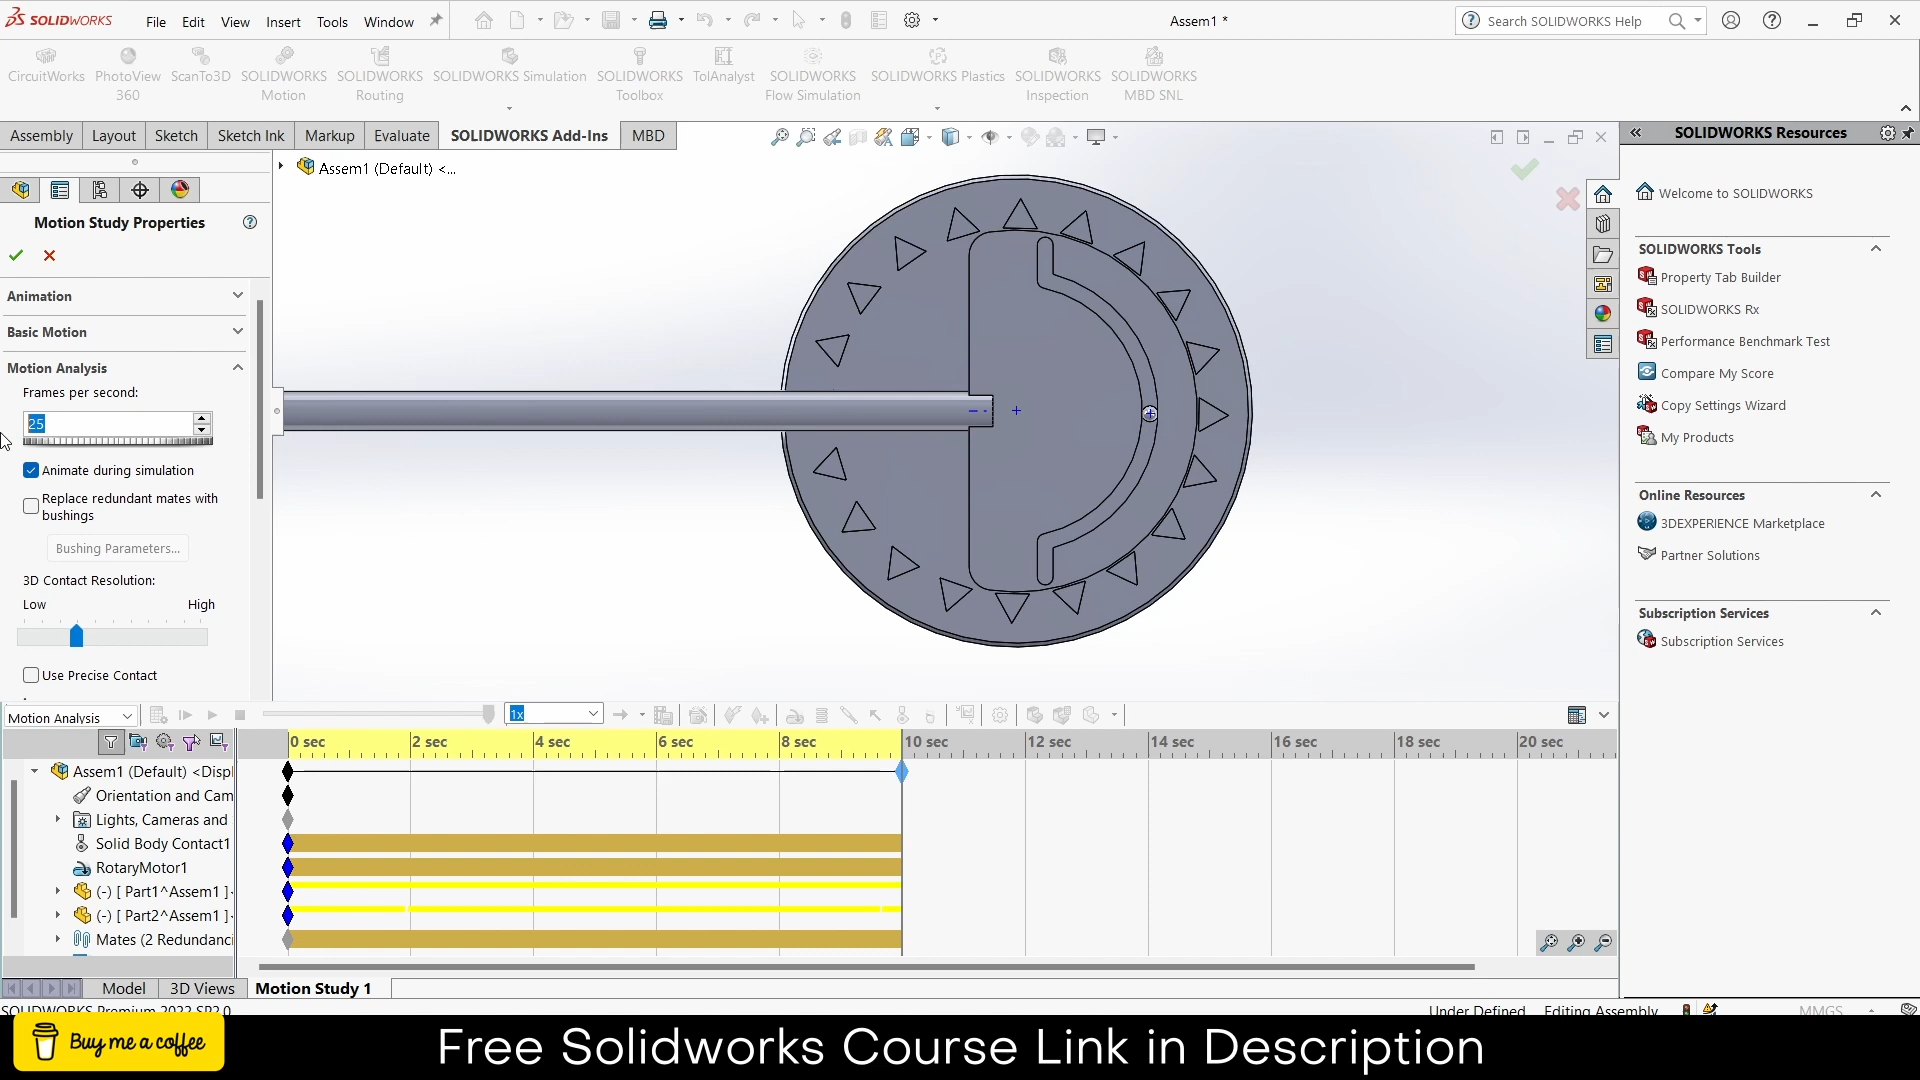 SOLIDWORKS File Edit View Insert Tools Window Assem1 * Search SOLIDWORKS Help
CircuitWorks PhotoView 360 ScanTo3D SOLIDWORKS Motion SOLIDWORKS Routing SOLIDWORKS Simulation SOLIDWORKS Toolbox TolAnalyst SOLIDWORKS Flow Simulation SOLIDWORKS Plastics SOLIDWORKS Inspection SOLIDWORKS MBD SNL
Assembly Layout Sketch Sketch Ink Markup Evaluate SOLIDWORKS Add-Ins MBD
Assem1 (Default) <...
Motion Study Properties
Animation
Basic Motion
Motion Analysis
Frames per second:
25
Animate during simulation
Replace redundant mates with
bushings
Bushing Parameters...
3D Contact Resolution:
Low High
Use Precise Contact
SOLIDWORKS Resources
Welcome to SOLIDWORKS
SOLIDWORKS Tools
Property Tab Builder
SOLIDWORKS Rx
Performance Benchmark Test
Compare My Score
Copy Settings Wizard
My Products
Online Resources
3DEXPERIENCE Marketplace
Partner Solutions
Subscription Services
Subscription Services
Motion Analysis 1x
0 sec 2 sec 4 sec 6 sec 8 sec 10 sec 12 sec 14 sec 16 sec 18 sec 20 sec
Assem1 (Default) <Displ
Orientation and Cam
Lights, Cameras and
Solid Body Contact1
RotaryMotor1
(-) [ Part1^Assem1 ]
(-) [ Part2^Assem1 ]
Mates (2 Redundanci
Model 3D Views Motion Study 1
SOLIDWORKS Premium 2022 SP2.0 Under Defined Editing Assembly MMGS
Buy me a coffee
Free Solidworks Course Link in Description